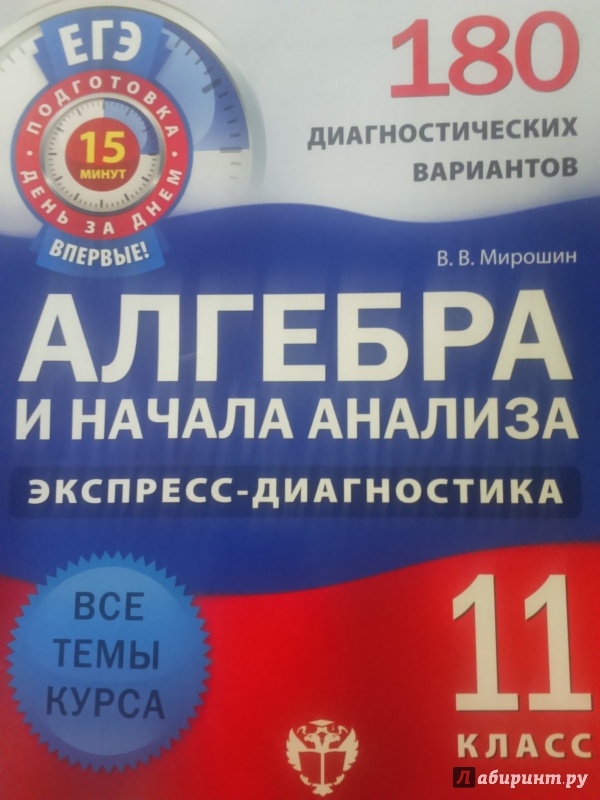 ЕГЭ
ПОДГОТОВКА
ДЕНЬ ЗА ДНЕМ
15
МИНУТ
ВПЕРВЫЕ!
180
ДИАГНОСТИЧЕСКИХ
ВАРИАНТОВ
В. В. Мирошин
АЛГЕБРА
И НАЧАЛА АНАЛИЗА
ЭКСПРЕСС-ДИАГНОСТИКА
ВСЕ
ТЕМЫ
КУРСА
11
КЛАСС
Лабиринт.ру